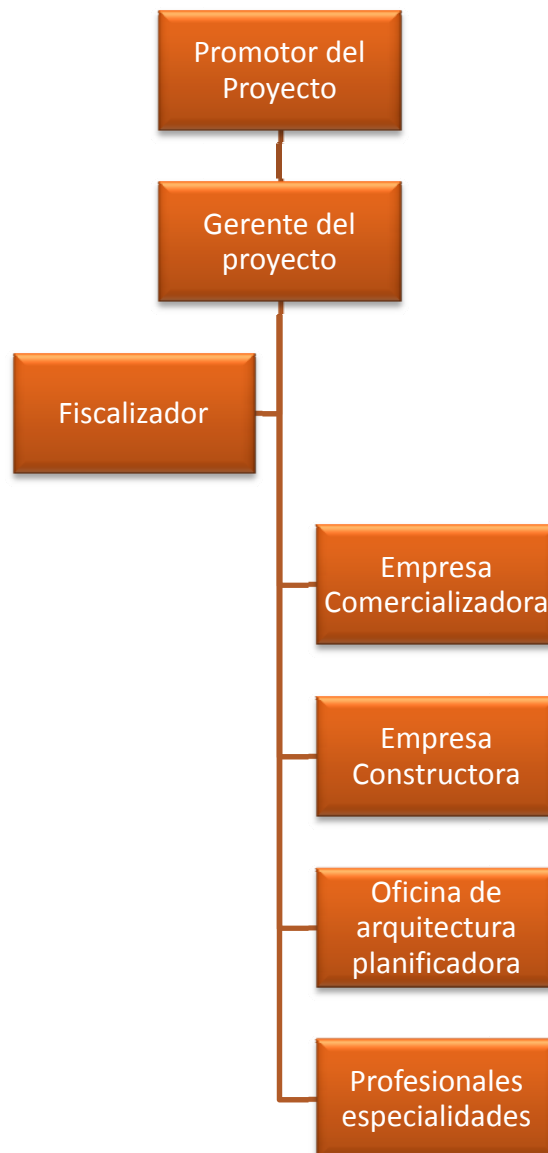 Promotor del
Proyecto
Gerente del
proyecto
Fiscalizador
Empresa
Comercializadora
Empresa
Constructora
Oficina de
arquitectura
planificadora
Profesionales
especialidades